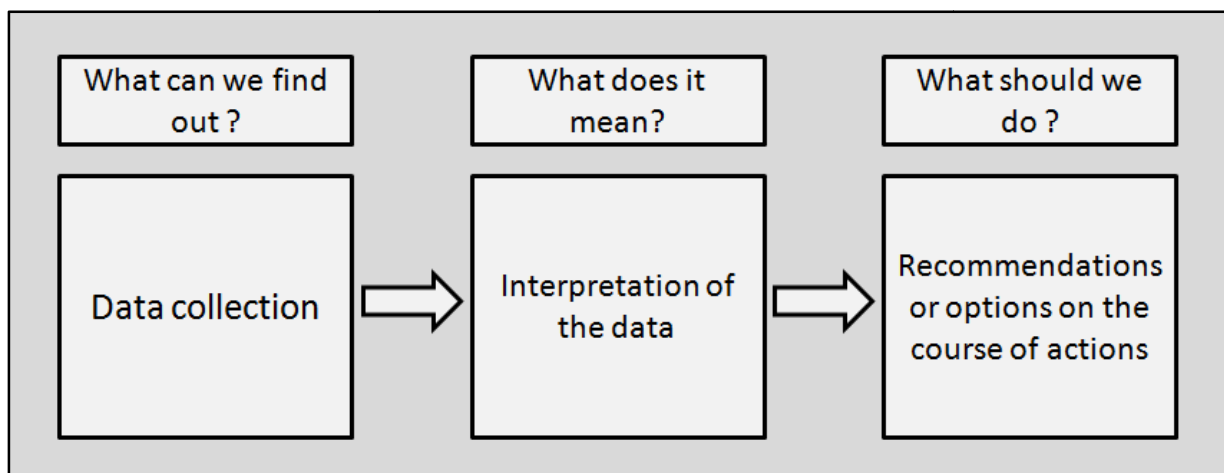 What can we find
out ?
What does it
mean?
What should we
do ?
Data collection
Interpretation of
the data
Recommendations
or options on the
course of actions